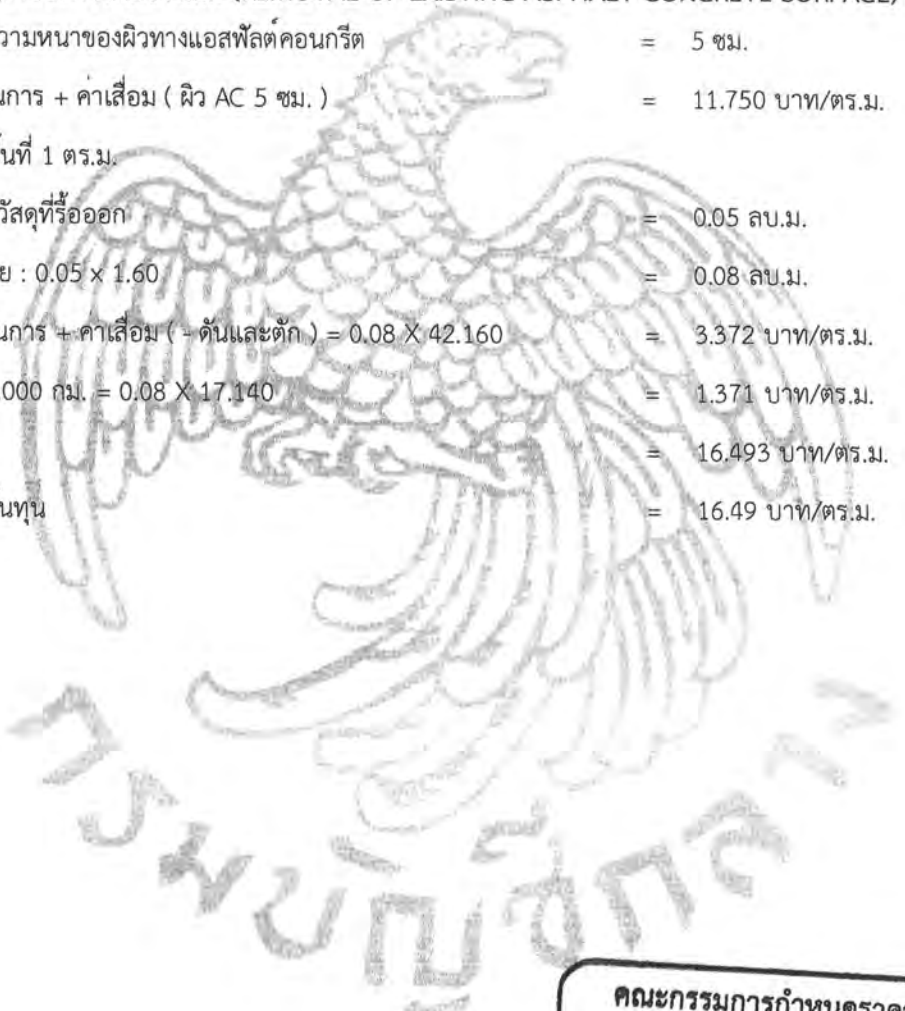 (REMOVAL OF EXISTING ASPHALT CONCRETE SURFACE)
วามหนาของผิวทางแอสฟัลต์คอนกรีต = 5 ซม.
นการ + ค่าเสื่อม ( ผิว AC 5 ซม. ) = 11.750 บาท/ตร.ม.
นที่ 1 ตร.ม.
วัสดุที่รื้อออก = 0.05 ลบ.ม.
ย : 0.05 x 1.60 = 0.08 ลบ.ม.
นการ + ค่าเสื่อม ( - ดันและตัก ) = 0.08 X 42.160 = 3.372 บาท/ตร.ม.
000 กม. = 0.08 X 17.140 = 1.371 บาท/ตร.ม.
= 16.493 บาท/ตร.ม.
นทุน = 16.49 บาท/ตร.ม.
กรมบัญชีกลาง
คณะกรรมการกำหนดราคา